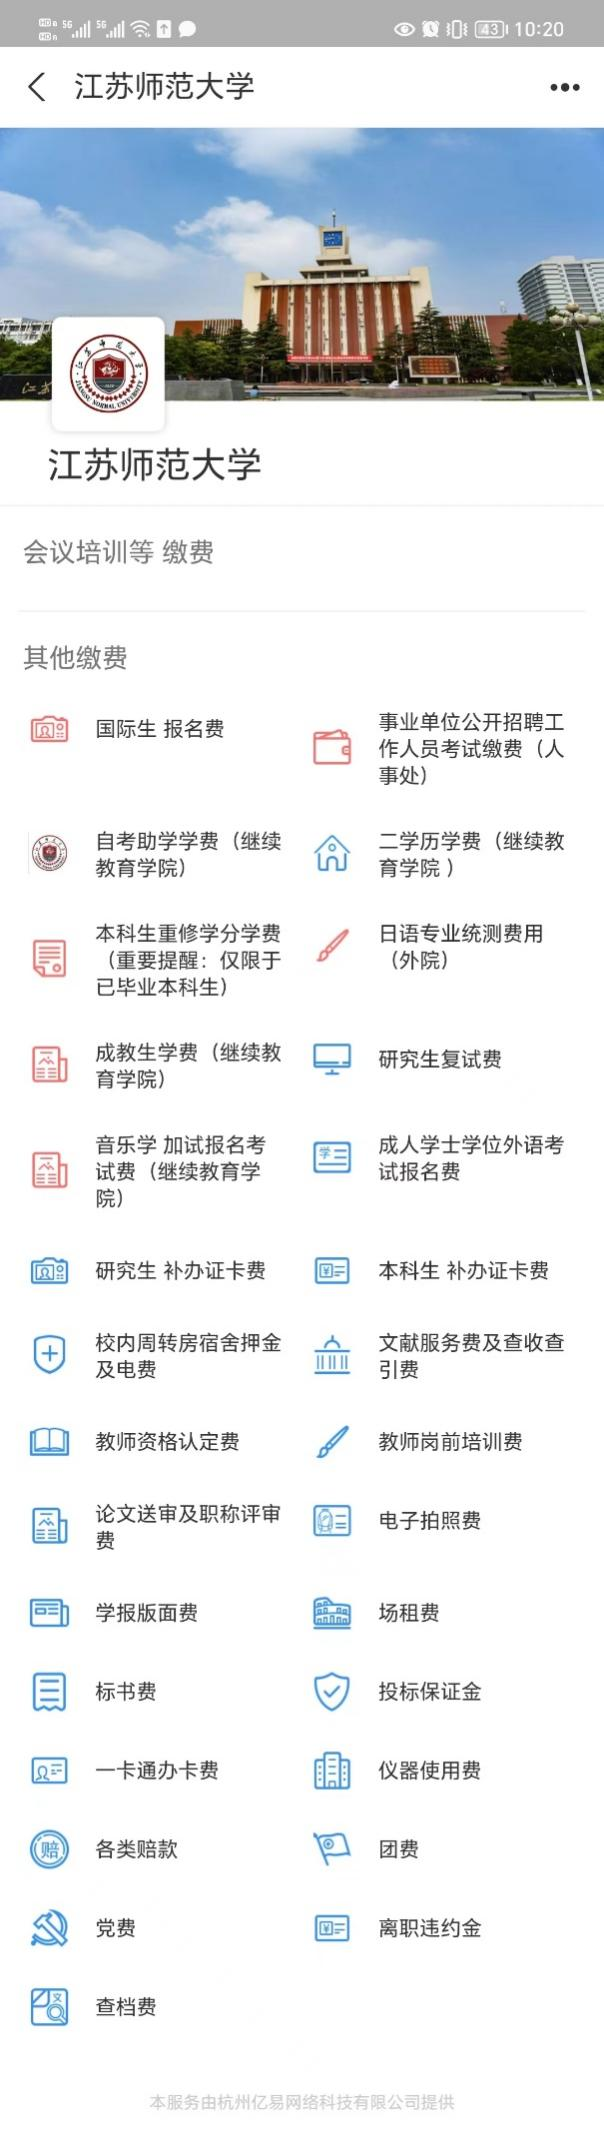 10:20
43
江苏师范大学
江苏师范大学
会议培训等 缴费
其他缴费
国际生 报名费
事业单位公开招聘工
作人员考试缴费（人
事处）
自考助学学费（继续
教育学院）
二学历学费（继续教
育学院 ）
本科生重修学分学费
（重要提醒：仅限于
已毕业本科生）
日语专业统测费用
（外院）
成教生学费（继续教
育学院）
研究生复试费
音乐学 加试报名考
试费（继续教育学
院）
成人学士学位外语考
试报名费
研究生 补办证卡费
本科生 补办证卡费
校内周转房宿舍押金
及电费
文献服务费及查收查
引费
教师资格认定费
教师岗前培训费
论文送审及职称评审
费
电子拍照费
学报版面费
场租费
标书费
投标保证金
一卡通办卡费
仪器使用费
各类赔款
团费
党费
离职违约金
查档费
本服务由杭州亿易网络科技有限公司提供